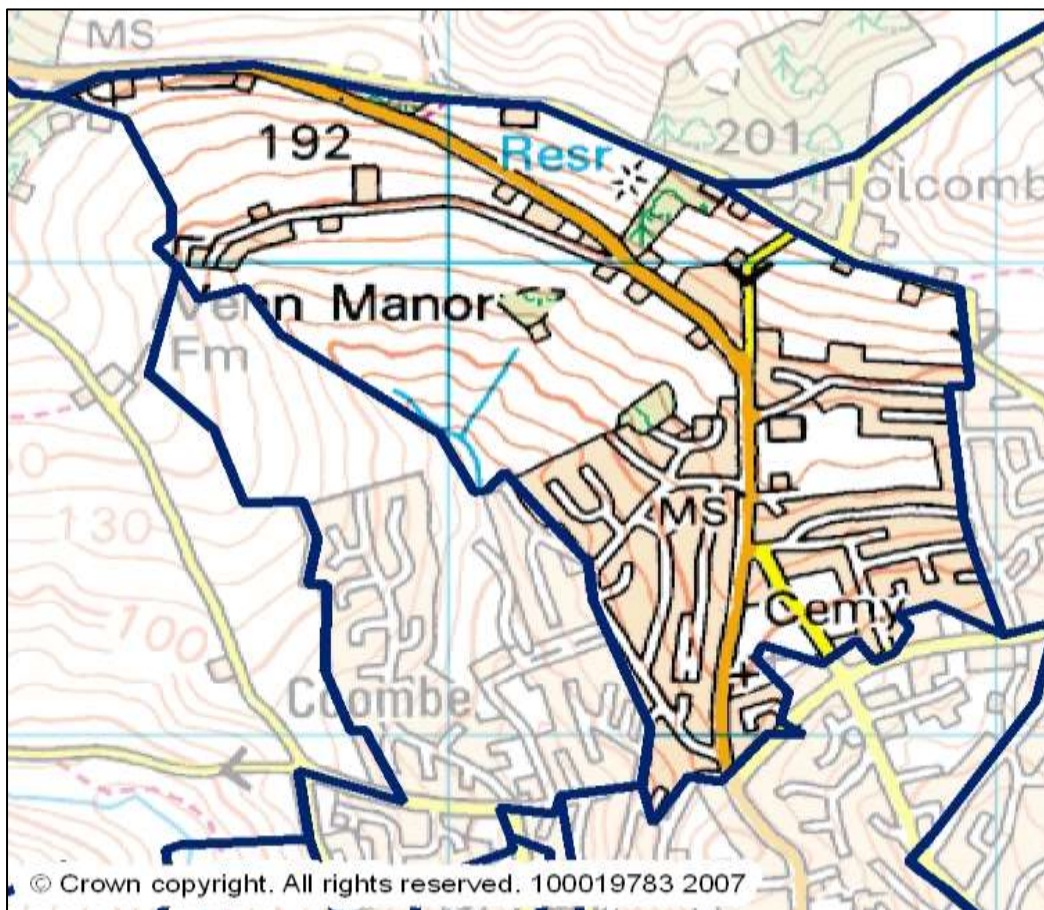 MS
192
Resr
201
Holcomb
Venn Manor
Fm
MS
130
Cemy
100
Coombe
© Crown copyright. All rights reserved. 100019783 2007